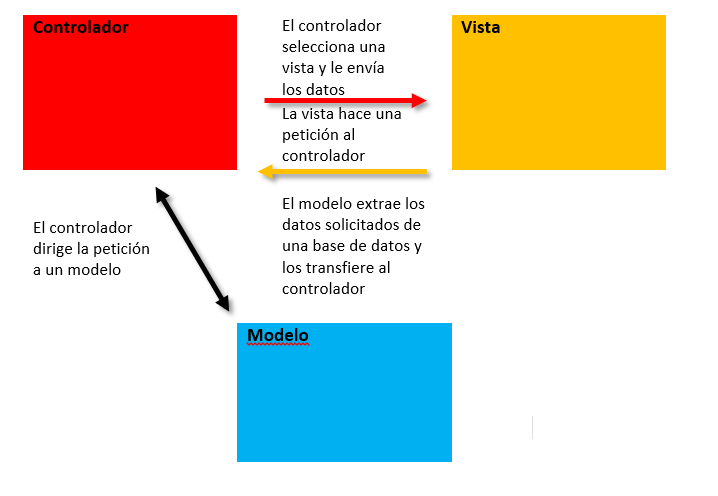 Controlador
El controlador
selecciona una
vista y le envía
los datos
Vista
La vista hace una
petición al
controlador
El controlador
dirige la petición
a un modelo
El modelo extrae los
datos solicitados de
una base de datos y
los transfiere al
controlador
Modelo